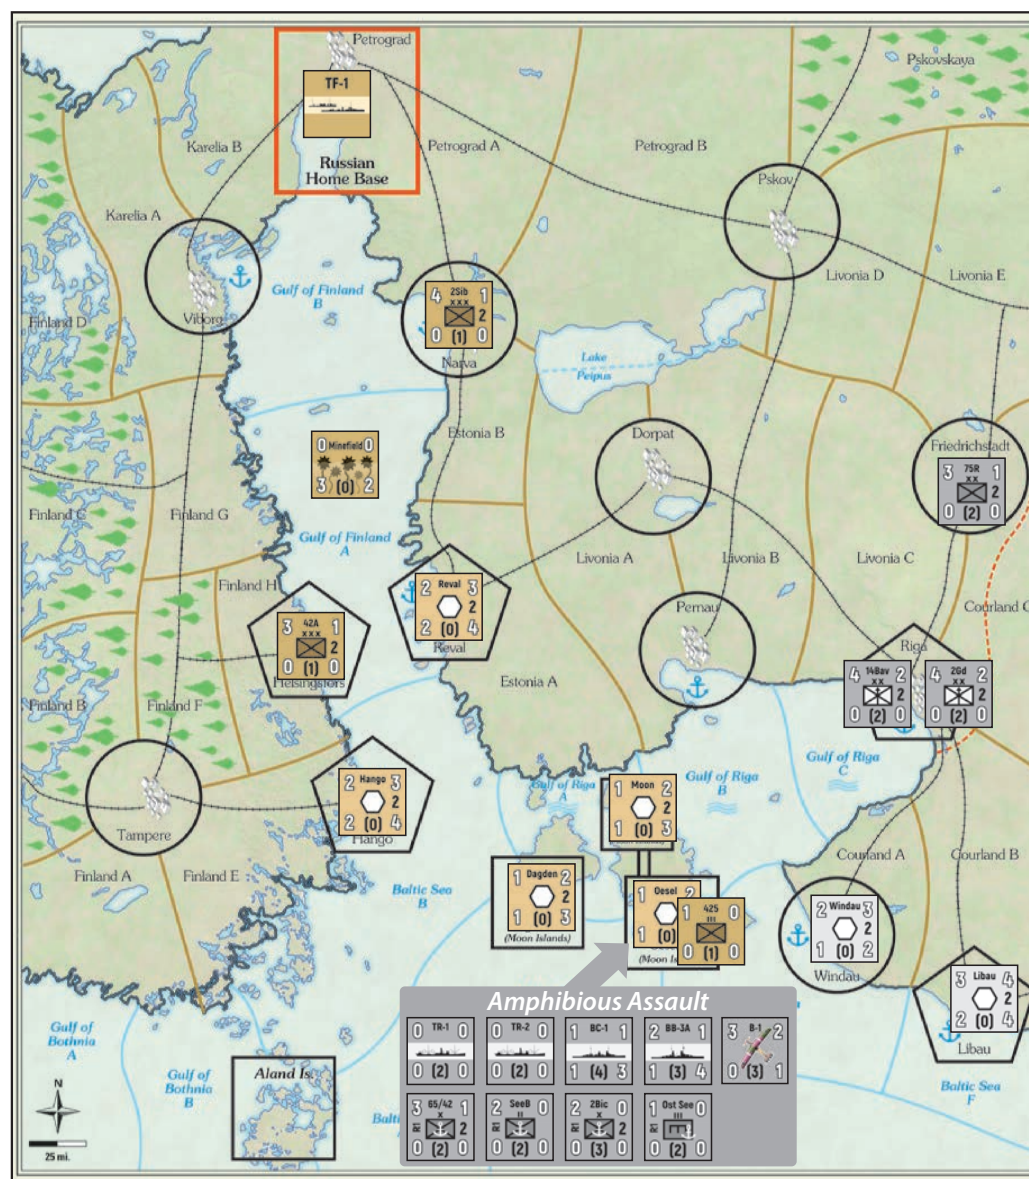 Petrograd
Pskovskaya
TF-1
Karelia B
Petrograd A
Petrograd B
Russian
Home Base
Pskov
Karelia A
Livonia D
Livonia E
Gulf of Finland
B
4 2Sib 1
xxx
2
0 (1) 0
Viborg
Finland D
Narva
Lake
Peipus
Estonia B
Dorpat
Friedrichstadt
0 Minefield 0
3 (0) 2
3 75R 1
xx
2
0 (2) 0
Finland C
Finland G
Gulf of Finland
A
Livonia A
Livonia B
Livonia C
Finland H
2 Reval 3
2
2 (0) 4
Reval
Courland C
Pernau
3 42A 1
xxx
2
0 (1) 0
Helsingfors
Riga
4 14Bav 2
xx
2
0 (2) 0
4 2Gd 2
xx
2
0 (2) 0
Estonia A
Finland B
Finland F
Gulf of Riga
C
Gulf of Riga
B
Gulf of Riga
A
2 Hango 3
2
2 (0) 4
Hango
1 Moon 2
2
1 (0) 3
Tampere
Finland A
Finland E
Baltic Sea
B
1 Dagden 2
2
1 (0) 3
(Moon Islands)
1 Oesel 2
1 (0)
(Moon Is
1 42S 0
III
0 (1) 0
Courland A
Courland B
2 Windau 3
2
1 (0) 2
Windau
3 Libau 4
2
2 (0) 4
Libau
Amphibious Assault
0 TR-1 0
0 (2) 0
0 TR-2 0
0 (2) 0
1 BC-1 1
1 (4) 3
2 BB-3A 1
1 (3) 4
3 B-1 2
0 (3) 1
3 65/42 1
x
RI 2
0 (2) 0
2 SeeB 0
II
RI 2
0 (2) 0
2 2Bic 0
x
RI 2
0 (3) 0
1 Ost See 0
III
RI
0 (2) 0
Gulf of
Bothnia
A
Gulf of
Bothnia
B
Aland Is.
Baltic Sea
F
N
25 mi.